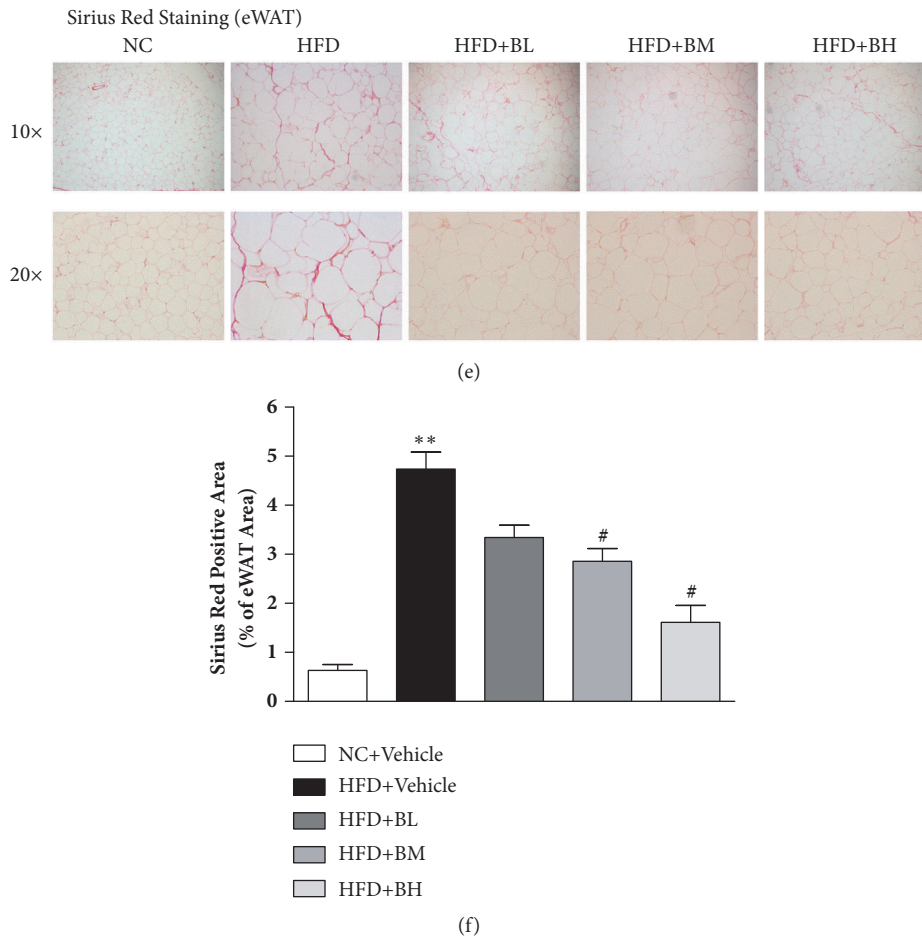 Sirius Red Staining (eWAT)
NC HFD HFD+BL HFD+BM HFD+BH
10×
20×
(e)
Sirius Red Positive Area
(% of eWAT Area)
6
5
4
3
2
1
0
**
#
#
NC+Vehicle
HFD+Vehicle
HFD+BL
HFD+BM
HFD+BH
(f)